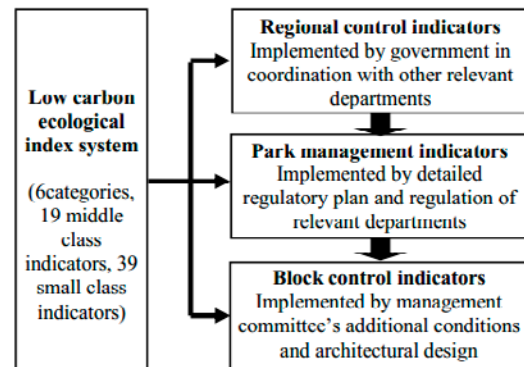 Low carbon
ecological
index system
(6categories,
19 middle
class
indicators, 39
small class
indicators)
Regional control indicators
Implemented by government in
coordination with other relevant
departments
Park management indicators
Implemented by detailed
regulatory plan and regulation of
relevant departments
Block control indicators
Implemented by management
committee's additional conditions
and architectural design